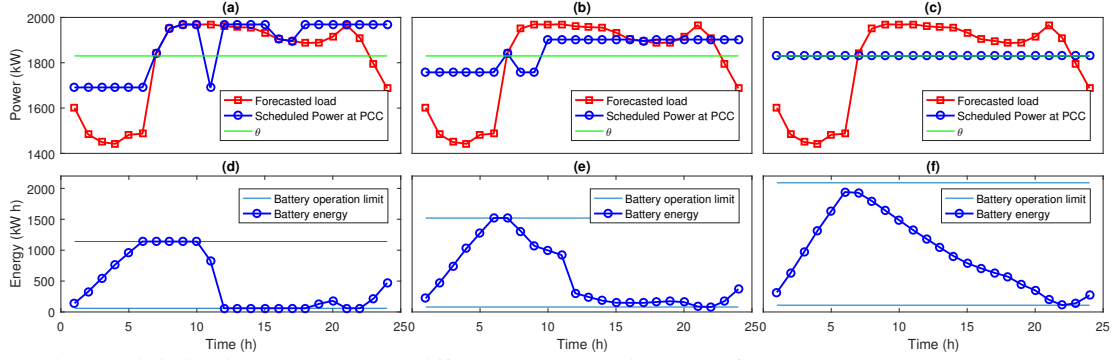 (a)
(b)
(c)
Power (kW)
2000
1800
1600
1400
Forecasted load
Scheduled Power at PCC
θ
Forecasted load
Scheduled Power at PCC
θ
Forecasted load
Scheduled Power at PCC
θ
(d)
(e)
(f)
Energy (kW h)
2000
1500
1000
500
0
Battery operation limit
Battery energy
Battery operation limit
Battery energy
Battery operation limit
Battery energy
0 5 10 15 20 25
5 10 15 20 25
5 10 15 20 25
Time (h)
Time (h)
Time (h)